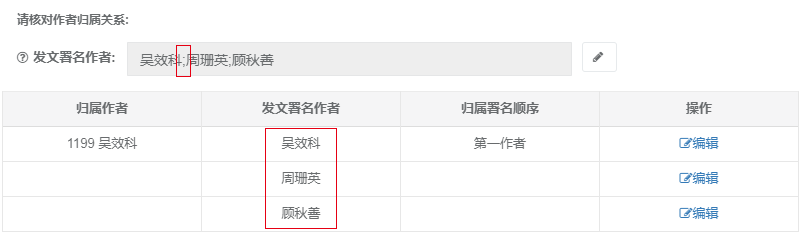 请核对作者归属关系:
发文署名作者: 吴效科;周珊英;顾秋善
归属作者 发文署名作者 归属署名顺序 操作
1199 吴效科 吴效科 第一作者 编辑
周珊英 编辑
顾秋善 编辑